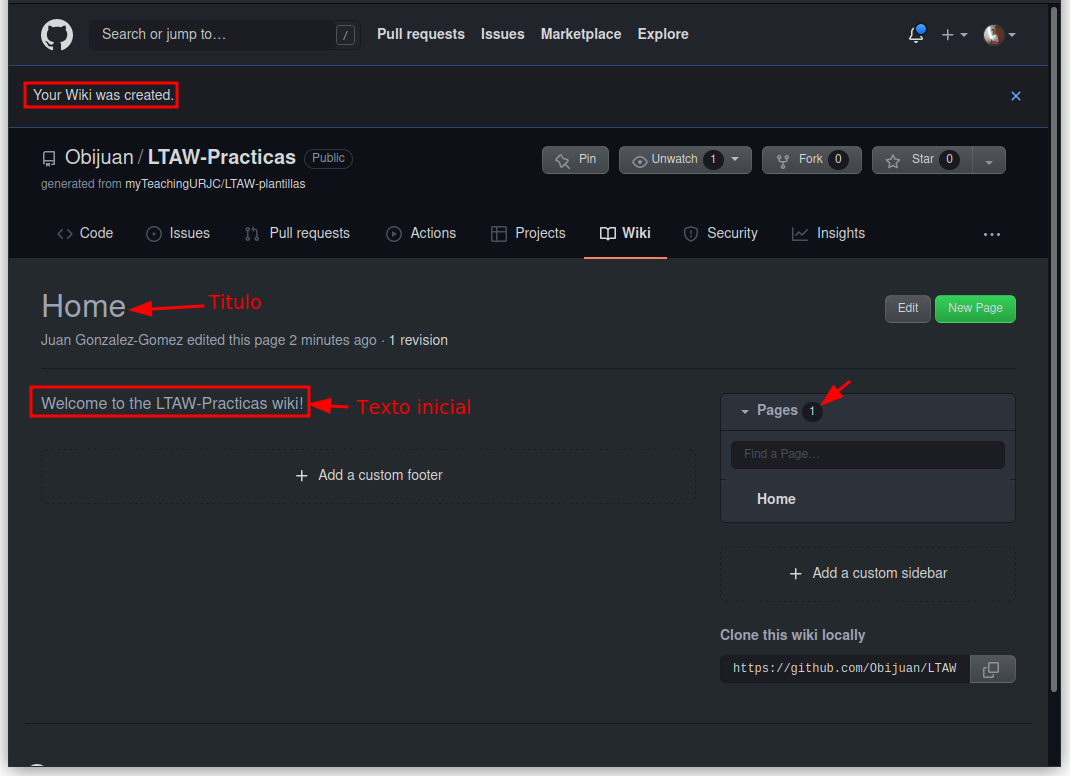 Search or jump to…
/
Pull requests
Issues
Marketplace
Explore
Your Wiki was created.
Obijuan / LTAW-Practicas
Public
Pin
Unwatch 1
Fork 0
Star 0
generated from myTeachingURJC/LTAW-plantillas
Code
Issues
Pull requests
Actions
Projects
Wiki
Security
Insights
Home
Titulo
Edit
New Page
Juan Gonzalez-Gomez edited this page 2 minutes ago · 1 revision
Welcome to the LTAW-Practicas wiki!
Texto inicial
Pages 1
Find a Page…
Home
Add a custom footer
Add a custom sidebar
Clone this wiki locally
https://github.com/Obijuan/LTAW